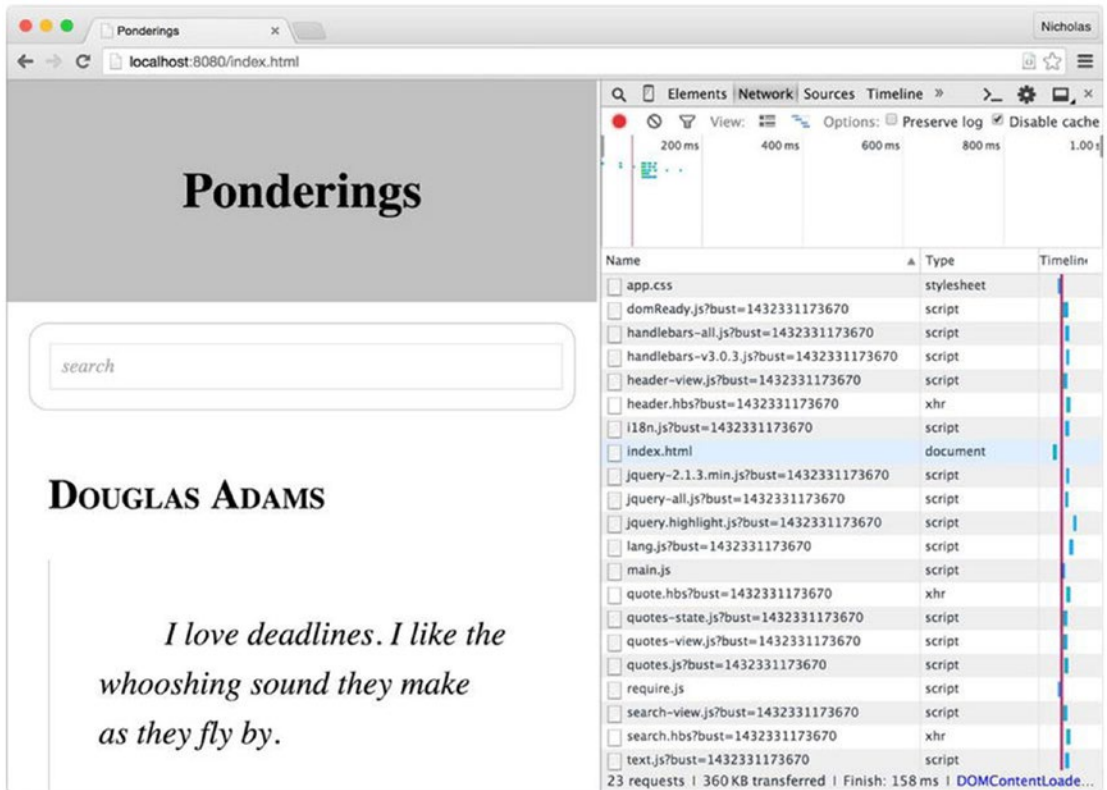 Ponderings ×
Nicholas
localhost:8080/index.html
Ponderings
search
DOUGLAS ADAMS
I love deadlines. I like the
whooshing sound they make
as they fly by.
Elements Network Sources Timeline » ×
View: Options: Preserve log Disable cache
200 ms 400 ms 600 ms 800 ms 1.00 s
Name Type Timeline
app.css stylesheet
domReady.js?bust=1432331173670 script
handlebars-all.js?bust=1432331173670 script
handlebars-v3.0.3.js?bust=1432331173670 script
header-view.js?bust=1432331173670 script
header.hbs?bust=1432331173670 xhr
i18n.js?bust=1432331173670 script
index.html document
jquery-2.1.3.min.js?bust=1432331173670 script
jquery-all.js?bust=1432331173670 script
jquery.highlight.js?bust=1432331173670 script
lang.js?bust=1432331173670 script
main.js script
quote.hbs?bust=1432331173670 xhr
quotes-state.js?bust=1432331173670 script
quotes-view.js?bust=1432331173670 script
quotes.js?bust=1432331173670 script
require.js script
search-view.js?bust=1432331173670 script
search.hbs?bust=1432331173670 xhr
text.js?bust=1432331173670 script
23 requests | 360 KB transferred | Finish: 158 ms | DOMContentLoade...